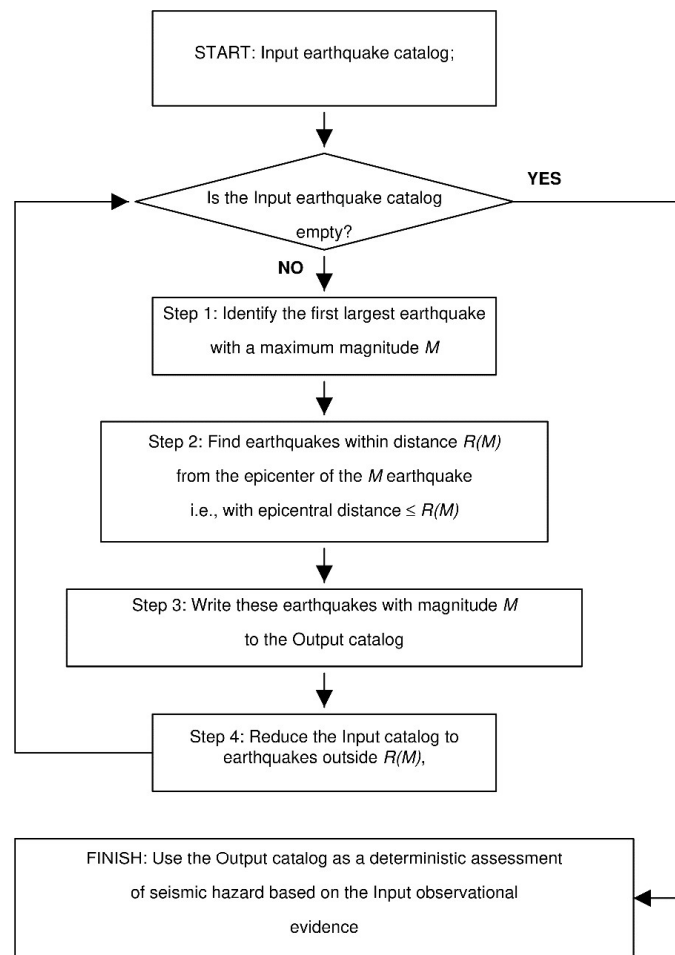 START: Input earthquake catalog;
Is the Input earthquake catalog
empty?
YES
NO
Step 1: Identify the first largest earthquake
with a maximum magnitude M
Step 2: Find earthquakes within distance R(M)
from the epicenter of the M earthquake
i.e., with epicentral distance ≤ R(M)
Step 3: Write these earthquakes with magnitude M
to the Output catalog
Step 4: Reduce the Input catalog to
earthquakes outside R(M),
FINISH: Use the Output catalog as a deterministic assessment
of seismic hazard based on the Input observational
evidence